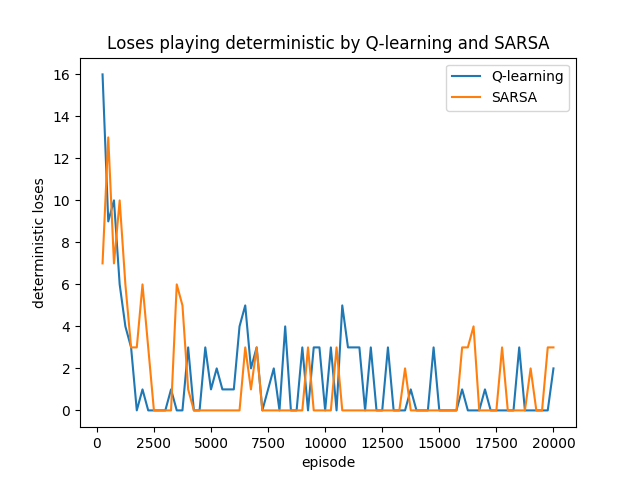 Loses playing deterministic by Q-learning and SARSA
Q-learning
SARSA
deterministic loses
16
14
12
10
8
6
4
2
0
0 2500 5000 7500 10000 12500 15000 17500 20000
episode